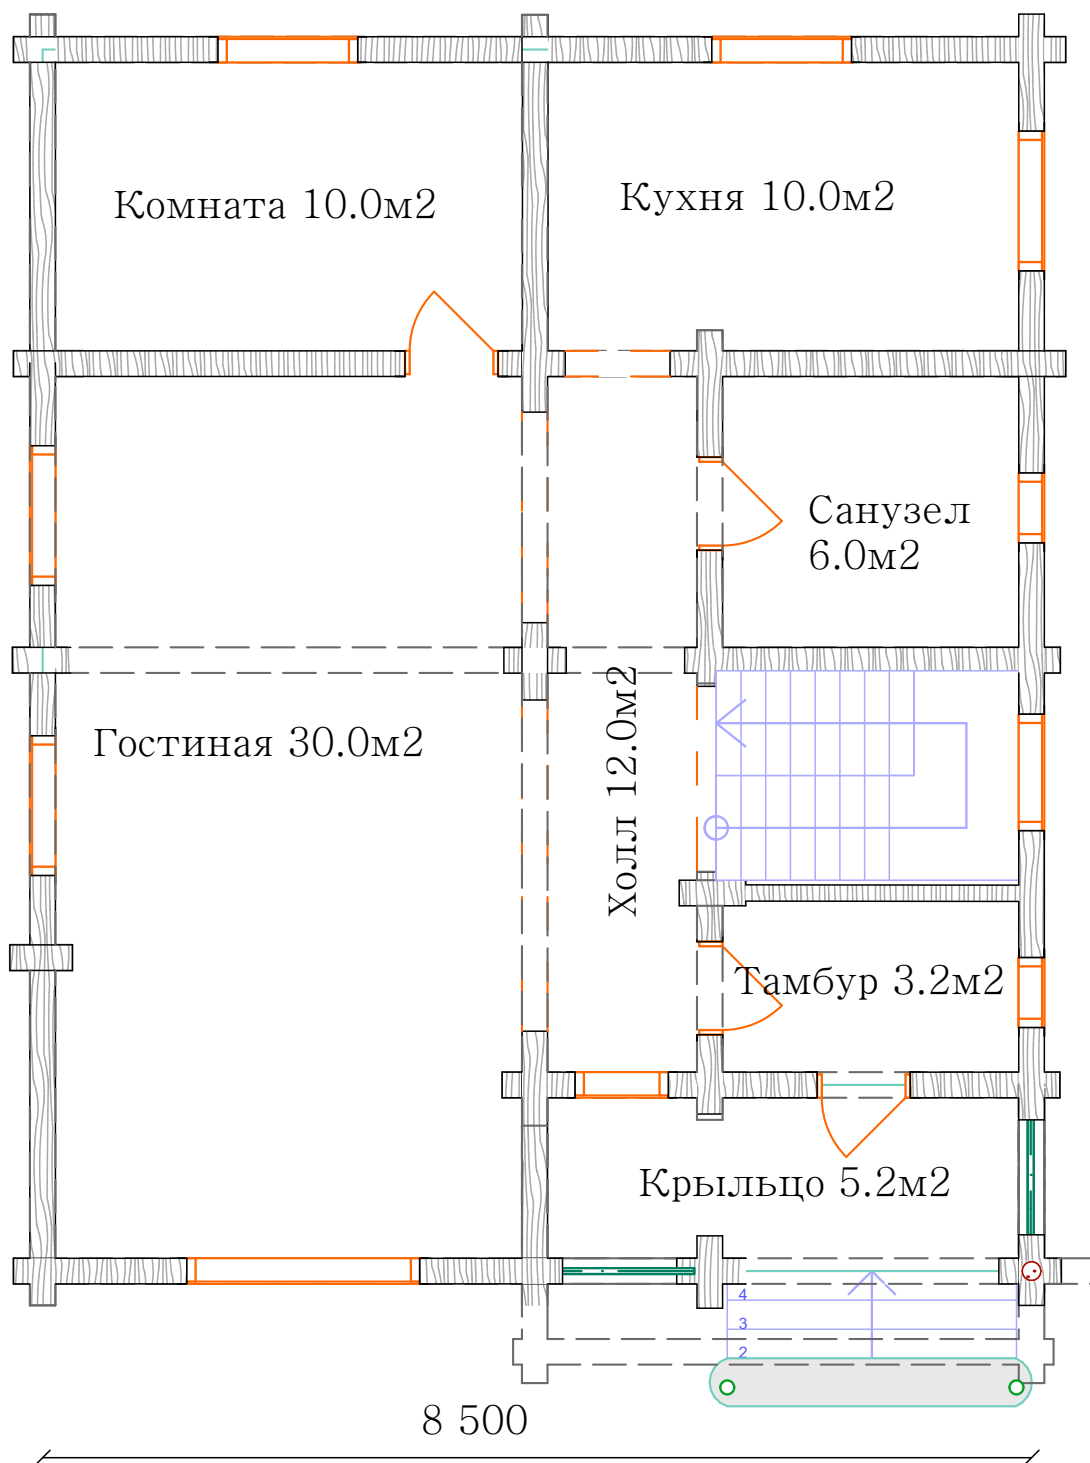 Комната 10.0м2
Кухня 10.0м2
Санузел
6.0м2
Гостиная 30.0м2
Холл 12.0м2
Тамбур 3.2м2
Крыльцо 5.2м2
4
3
2
8 500